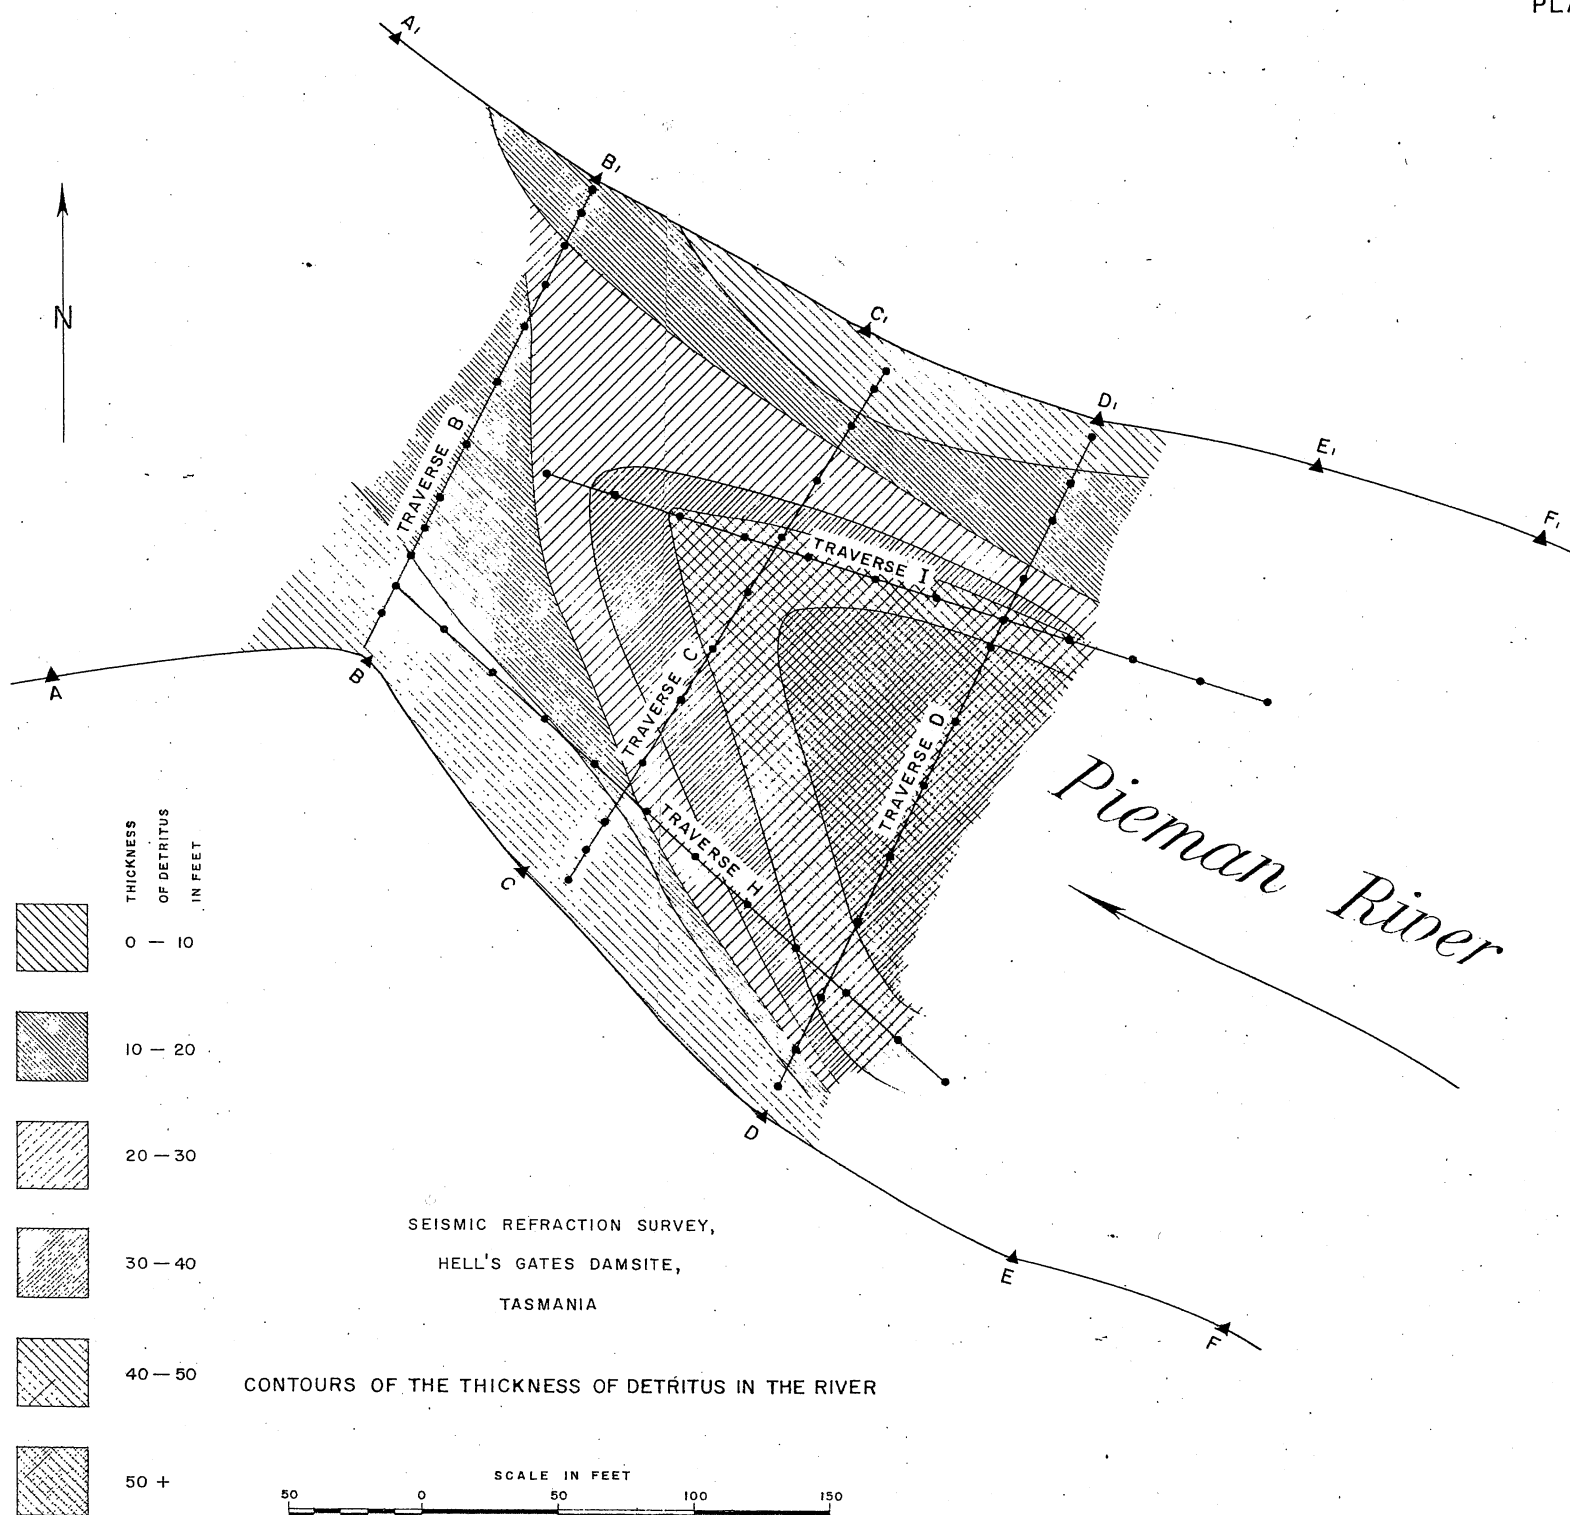 PLA
A₁
B₁
C₁
D₁
E₁
F₁
N
TRAVERSE B
TRAVERSE I
TRAVERSE C
TRAVERSE D
TRAVERSE H
A
B
C
D
E
F
Pieman River
THICKNESS
OF DETRITUS
IN FEET
0 — 10
10 — 20
20 — 30
30 — 40
40 — 50
50 +
SEISMIC REFRACTION SURVEY,
HELL'S GATES DAMSITE,
TASMANIA
CONTOURS OF THE THICKNESS OF DETRITUS IN THE RIVER
SCALE IN FEET
50 0 50 100 150